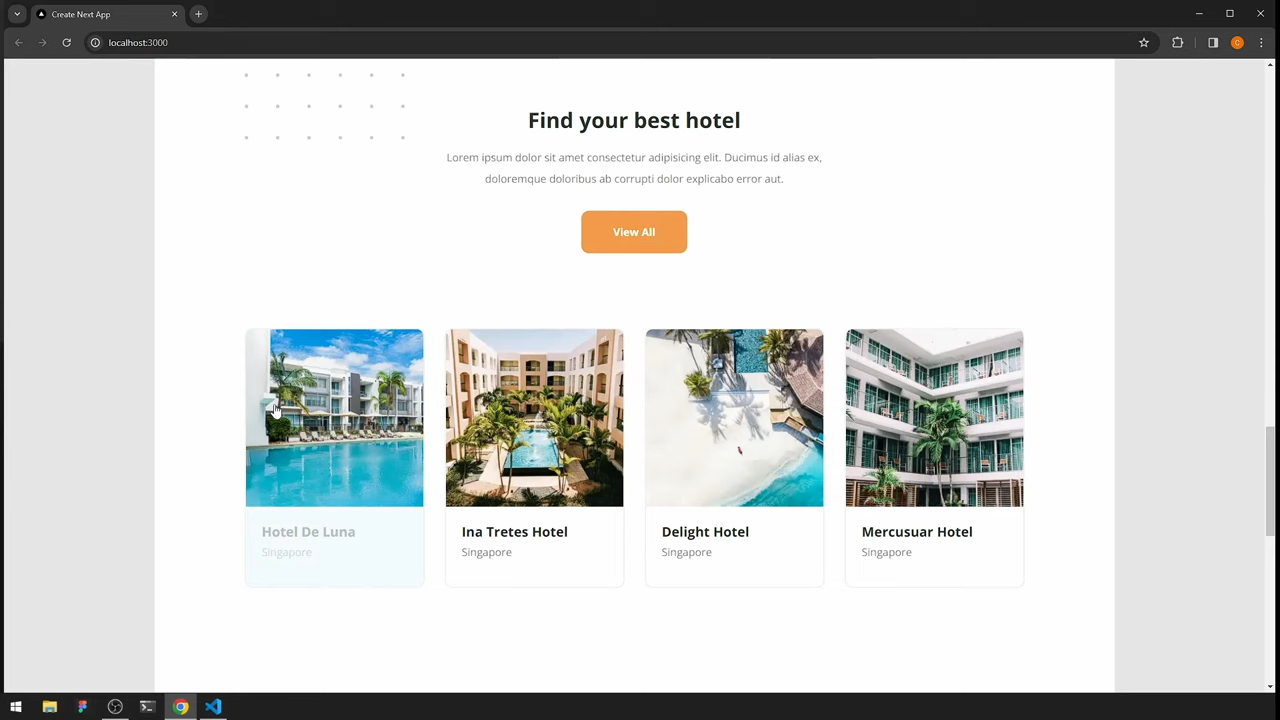 Create Next App
localhost:3000
C
Find your best hotel
Lorem ipsum dolor sit amet consectetur adipisicing elit. Ducimus id alias ex,
doloremque doloribus ab corrupti dolor explicabo error aut.
View All
Hotel De Luna
Singapore
Ina Tretes Hotel
Singapore
Delight Hotel
Singapore
Mercusuar Hotel
Singapore